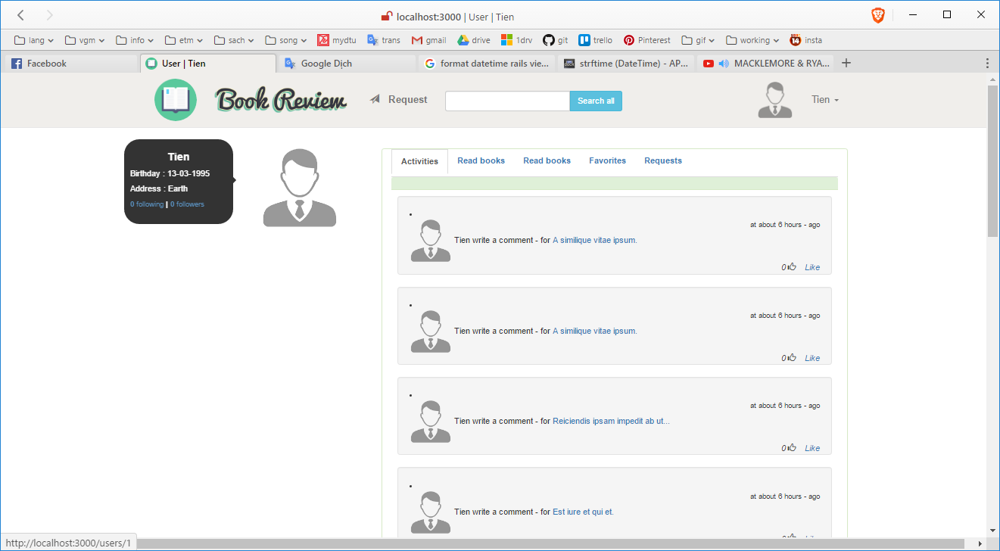 localhost:3000 | User | Tien
lang vgm info etm sach song mydtu trans gmail drive 1drv git trello Pinterest gif working insta
Facebook User | Tien Google Dịch format datetime rails vie... strftime (DateTime) - AP... MACKLEMORE & RYA...
Book Review Request Search all Tien
Tien
Birthday : 13-03-1995
Address : Earth
0 following | 0 followers
Activities Read books Read books Favorites Requests
at about 6 hours - ago
Tien write a comment - for A similique vitae ipsum.
0 Like
at about 6 hours - ago
Tien write a comment - for A similique vitae ipsum.
0 Like
at about 6 hours - ago
Tien write a comment - for Reiciendis ipsam impedit ab ut...
0 Like
at about 6 hours - ago
Tien write a comment - for Est iure et qui et.
http://localhost:3000/users/1